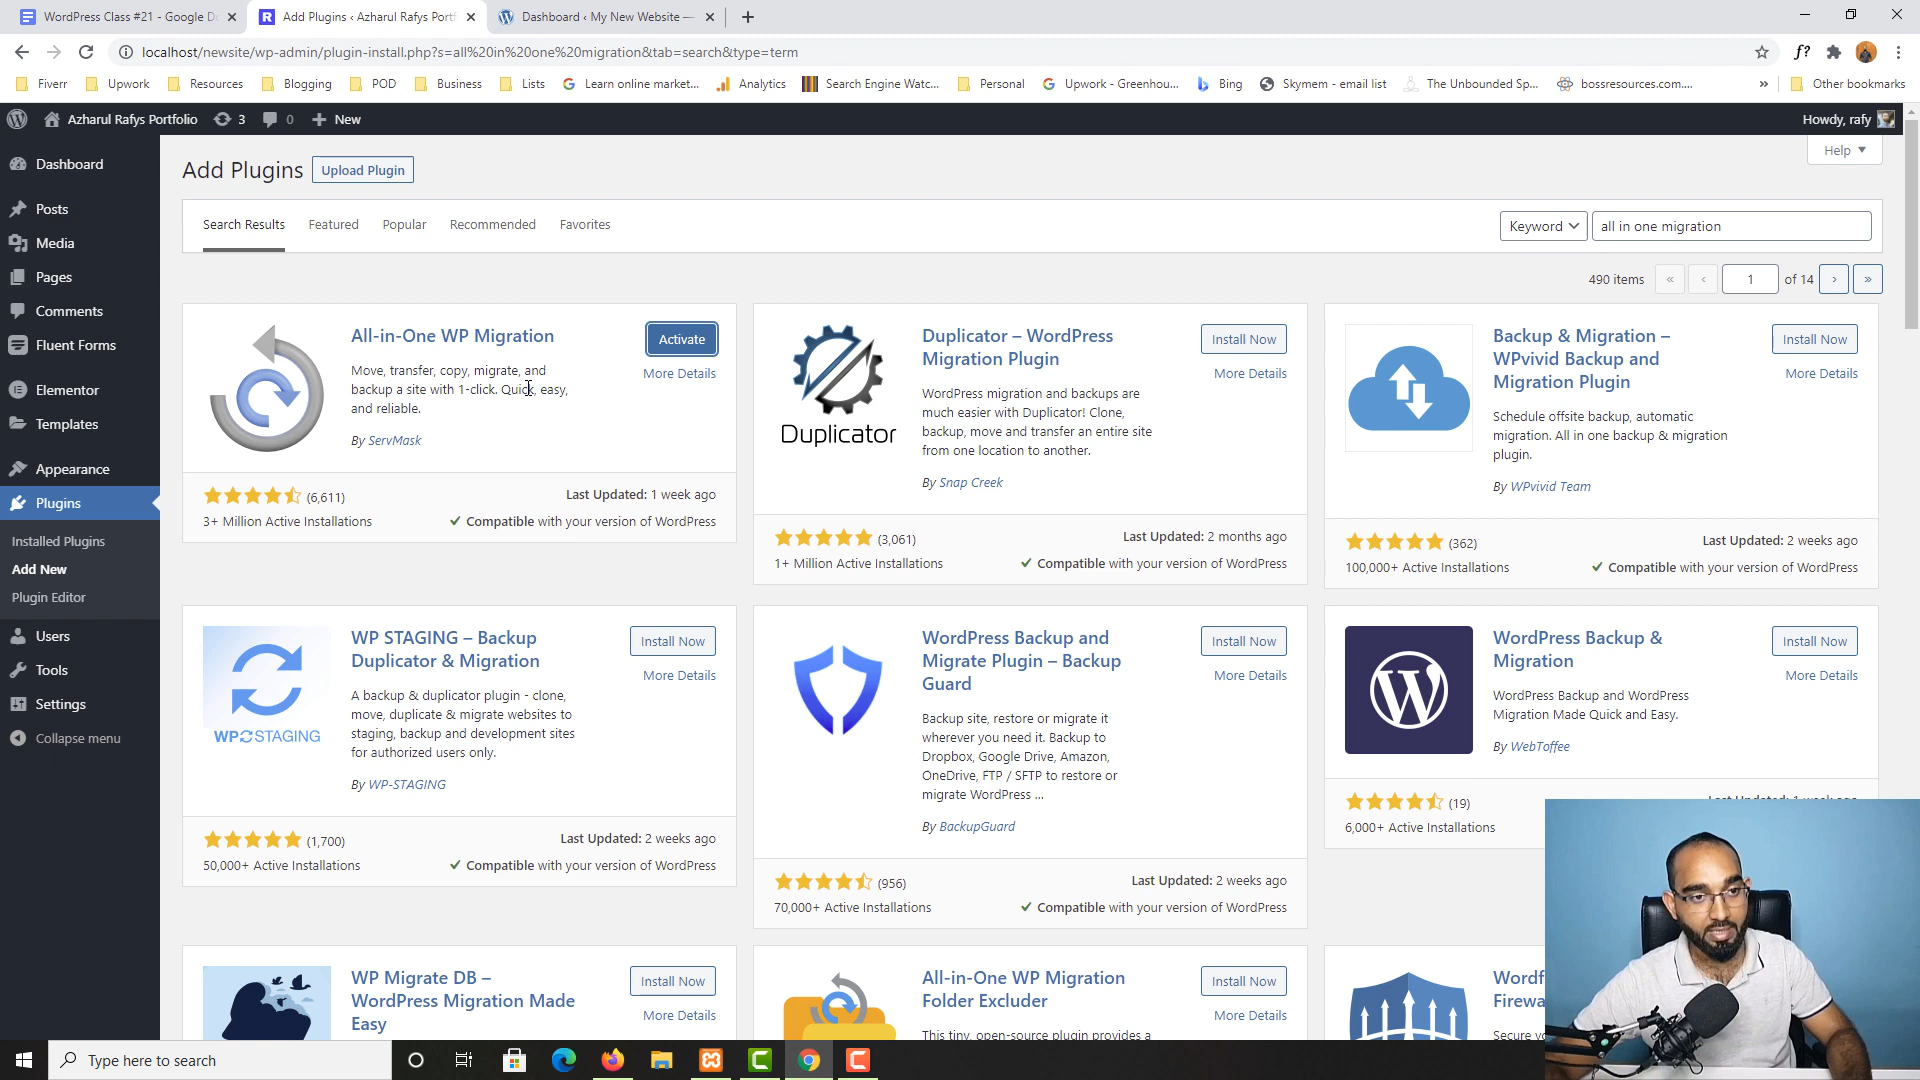 WordPress Class #21 - Google Do
Add Plugins ‹ Azharul Rafys Portf
Dashboard ‹ My New Website —
localhost/newsite/wp-admin/plugin-install.php?s=all%20in%20one%20migration&tab=search&type=term
f?
Fiverr
Upwork
Resources
Blogging
POD
Business
Lists
Learn online market...
Analytics
Search Engine Watc...
Personal
Upwork - Greenhou...
Bing
Skymem - email list
The Unbounded Sp...
bossresources.com....
»
Other bookmarks
Azharul Rafys Portfolio
3
0
New
Howdy, rafy
Dashboard
Posts
Media
Pages
Comments
Fluent Forms
Elementor
Templates
Appearance
Plugins
Installed Plugins
Add New
Plugin Editor
Users
Tools
Settings
Collapse menu
Add Plugins
Upload Plugin
Help
Search Results
Featured
Popular
Recommended
Favorites
Keyword
all in one migration
490 items
«
‹
1
of 14
›
»
All-in-One WP Migration
Activate
More Details
Move, transfer, copy, migrate, and
backup a site with 1-click. Quick, easy,
and reliable.
By ServMask
(6,611)
Last Updated: 1 week ago
3+ Million Active Installations
Compatible with your version of WordPress
Duplicator
Duplicator – WordPress
Migration Plugin
Install Now
More Details
WordPress migration and backups are
much easier with Duplicator! Clone,
backup, move and transfer an entire site
from one location to another.
By Snap Creek
(3,061)
Last Updated: 2 months ago
1+ Million Active Installations
Compatible with your version of WordPress
Backup & Migration –
WPvivid Backup and
Migration Plugin
Install Now
More Details
Schedule offsite backup, automatic
migration. All in one backup & migration
plugin.
By WPvivid Team
(362)
Last Updated: 2 weeks ago
100,000+ Active Installations
Compatible with your version of WordPress
WP STAGING
WP STAGING – Backup
Duplicator & Migration
Install Now
More Details
A backup & duplicator plugin - clone,
move, duplicate & migrate websites to
staging, backup and development sites
for authorized users only.
By WP-STAGING
(1,700)
Last Updated: 2 weeks ago
50,000+ Active Installations
Compatible with your version of WordPress
WordPress Backup and
Migrate Plugin – Backup
Guard
Install Now
More Details
Backup site, restore or migrate it
wherever you need it. Backup to
Dropbox, Google Drive, Amazon,
OneDrive, FTP / SFTP to restore or
migrate WordPress ...
By BackupGuard
(956)
Last Updated: 2 weeks ago
70,000+ Active Installations
Compatible with your version of WordPress
WordPress Backup &
Migration
Install Now
More Details
WordPress Backup and WordPress
Migration Made Quick and Easy.
By WebToffee
(19)
6,000+ Active Installations
WP Migrate DB –
WordPress Migration Made
Easy
Install Now
More Details
All-in-One WP Migration
Folder Excluder
Install Now
More Details
This tiny, open-source plugin provides a
Wordf
Firewa
Secure yo
Type here to search